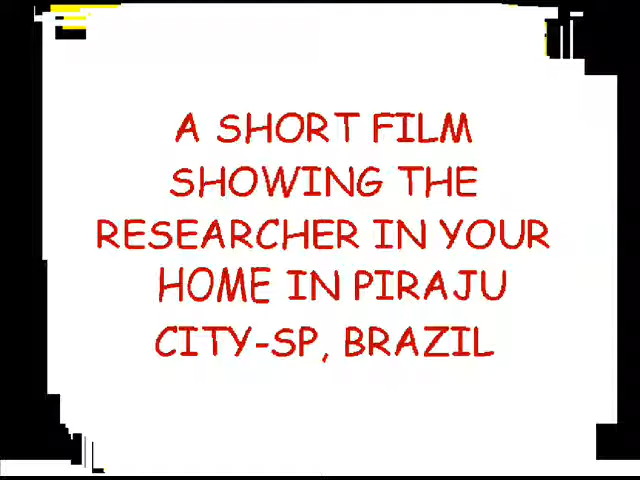 A SHORT FILM
SHOWING THE
RESEARCHER IN YOUR
HOME IN PIRAJU
CITY-SP, BRAZIL